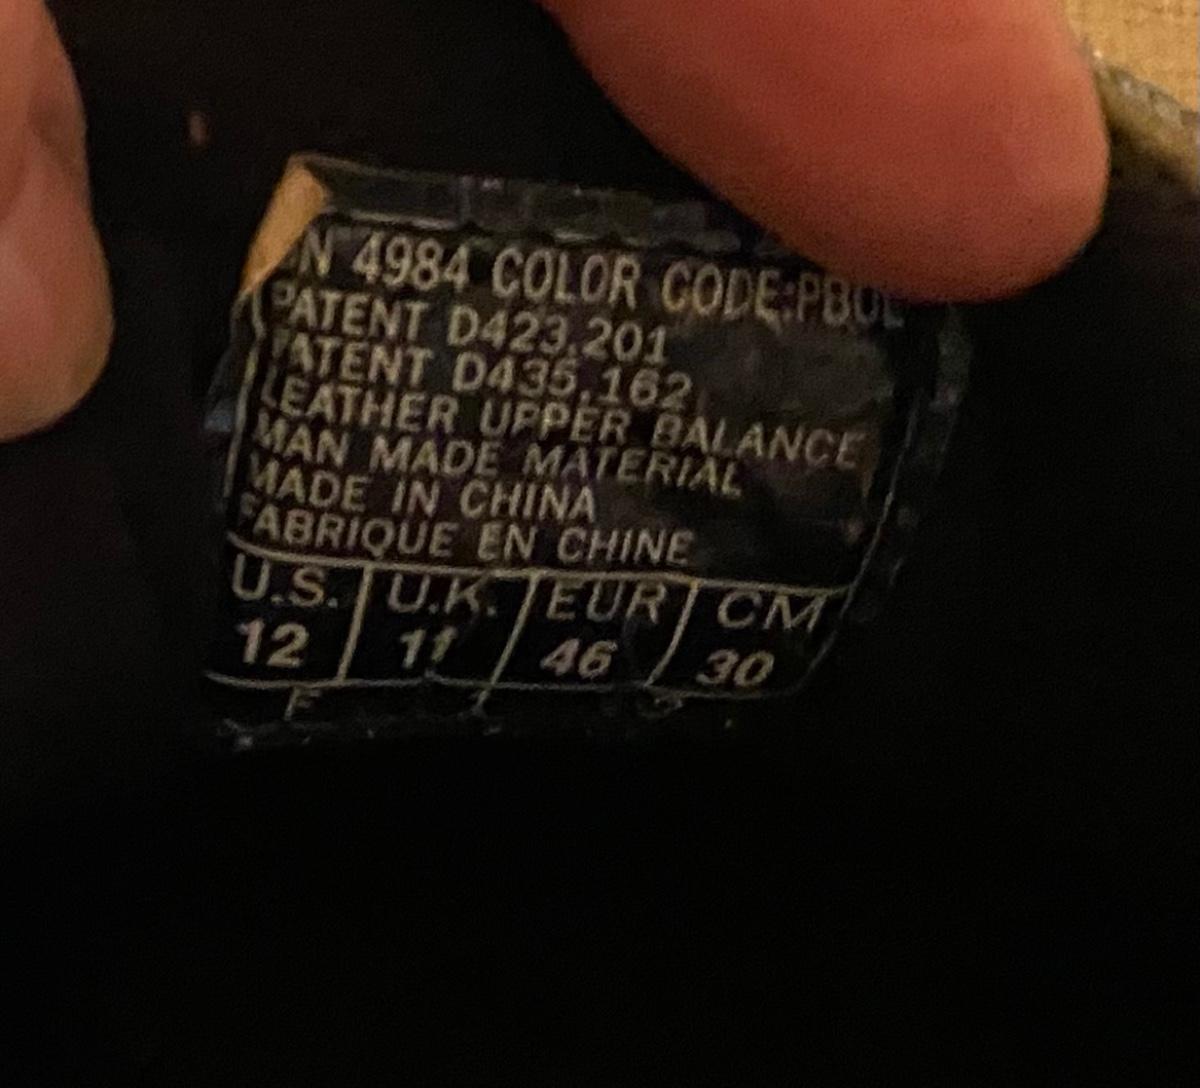 N 4984 COLOR CODE:PBOL
PATENT D423,201
PATENT D435,162
LEATHER UPPER BALANCE
MAN MADE MATERIAL
MADE IN CHINA
FABRIQUE EN CHINE
U.S. U.K. EUR CM
12 11 46 30